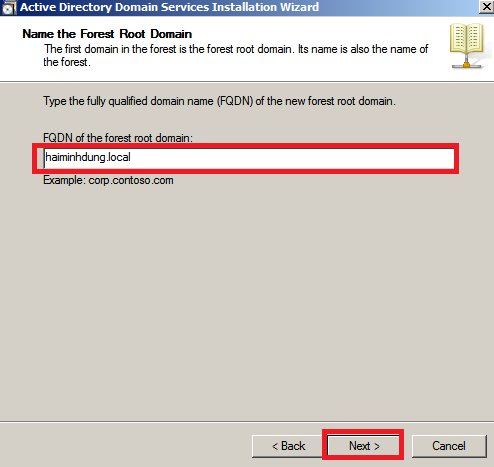 Active Directory Domain Services Installation Wizard
Name the Forest Root Domain
The first domain in the forest is the forest root domain. Its name is also the name of
the forest.
Type the fully qualified domain name (FQDN) of the new forest root domain.
FQDN of the forest root domain:
haiminhdung.local
Example: corp.contoso.com
< Back
Next >
Cancel